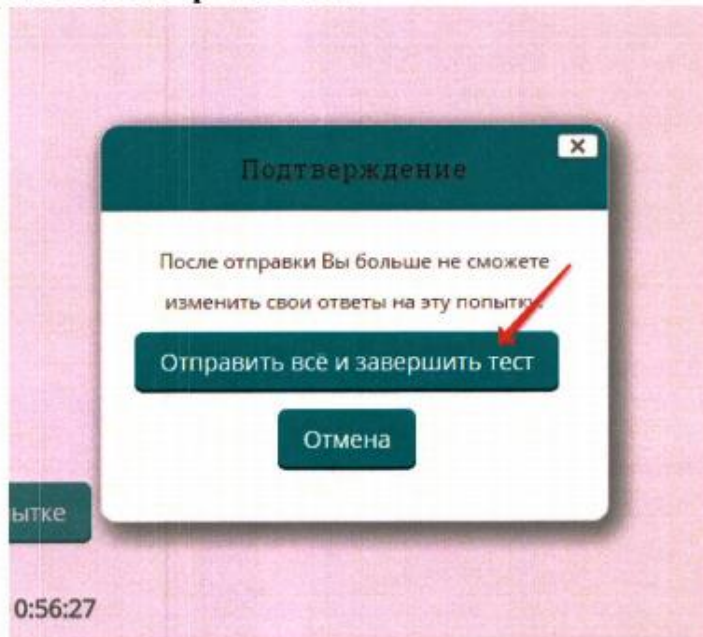 Подтверждение
После отправки Вы больше не сможете
изменить свои ответы на эту попытку.
Отправить всё и завершить тест
Отмена
ытке
0:56:27